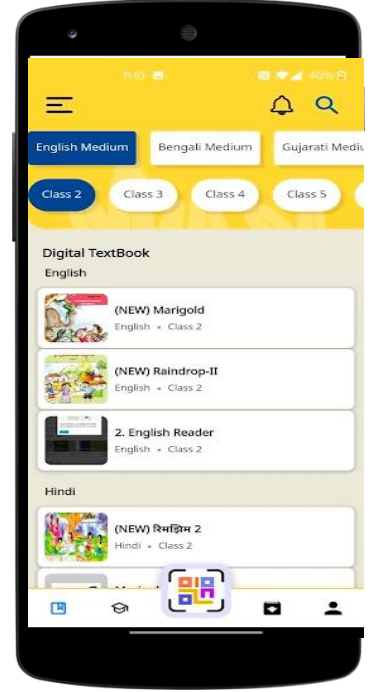 11:10
40%
English Medium
Bengali Medium
Gujarati Mediu
Class 2
Class 3
Class 4
Class 5
Digital TextBook
English
(NEW) Marigold
English • Class 2
(NEW) Raindrop-II
English • Class 2
2. English Reader
English • Class 2
Hindi
(NEW) रिमझिम 2
Hindi • Class 2